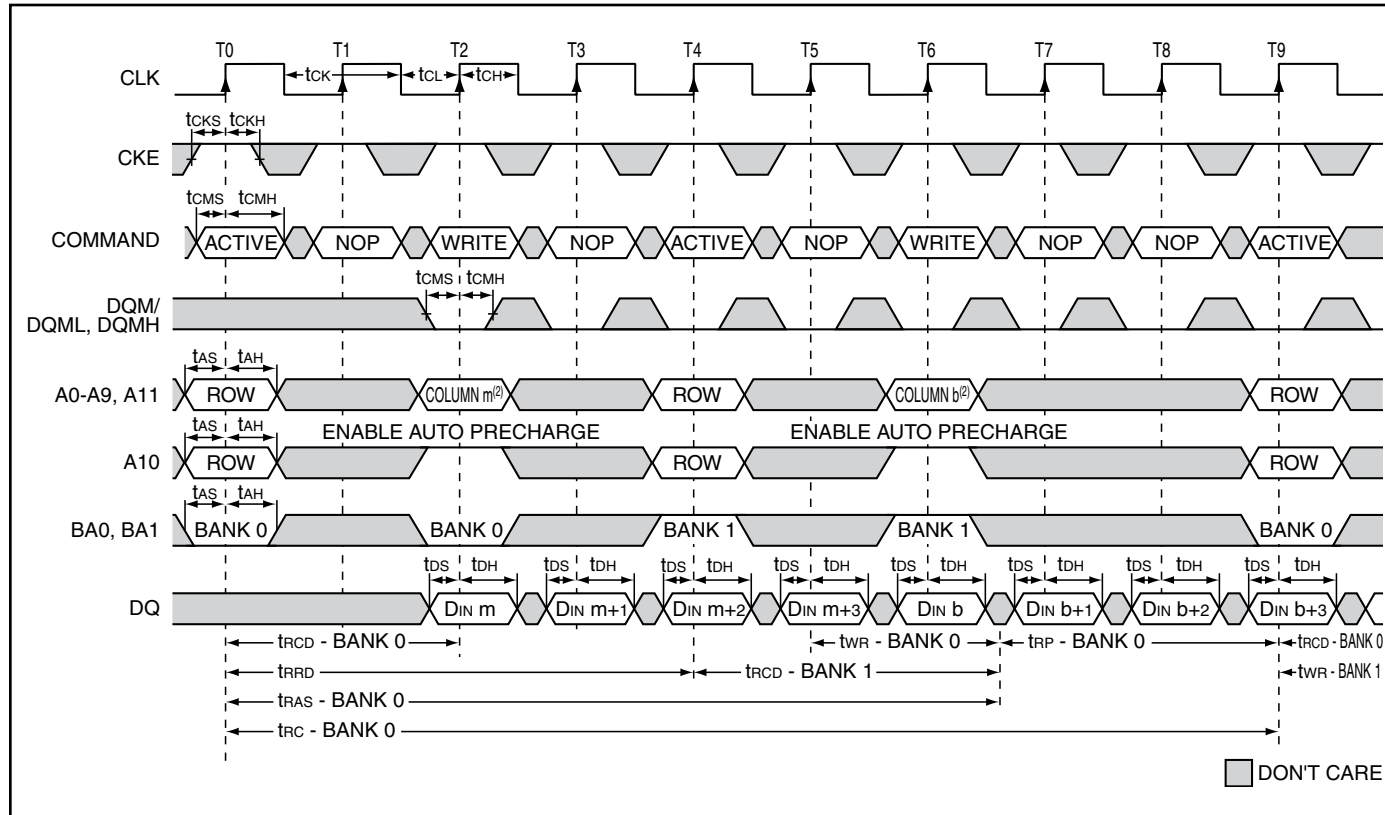 T0 T1 T2 T3 T4 T5 T6 T7 T8 T9
CLK
tCK tCL tCH
tCKS tCKH
CKE
tCMS tCMH
COMMAND ACTIVE NOP WRITE NOP ACTIVE NOP WRITE NOP NOP ACTIVE
tCMS tCMH
DQM/
DQML, DQMH
tAS tAH
A0-A9, A11 ROW COLUMN m(2) ROW COLUMN b(2) ROW
tAS tAH ENABLE AUTO PRECHARGE ENABLE AUTO PRECHARGE
A10 ROW ROW ROW
tAS tAH
BA0, BA1 BANK 0 BANK 0 BANK 1 BANK 1 BANK 0
tDS tDH tDS tDH tDS tDH tDS tDH tDS tDH tDS tDH tDS tDH tDS tDH
DQ DIN m DIN m+1 DIN m+2 DIN m+3 DIN b DIN b+1 DIN b+2 DIN b+3
tRCD - BANK 0 tWR - BANK 0 tRP - BANK 0 tRCD - BANK 0
tRRD tRCD - BANK 1 tWR - BANK 1
tRAS - BANK 0
tRC - BANK 0
DON'T CARE